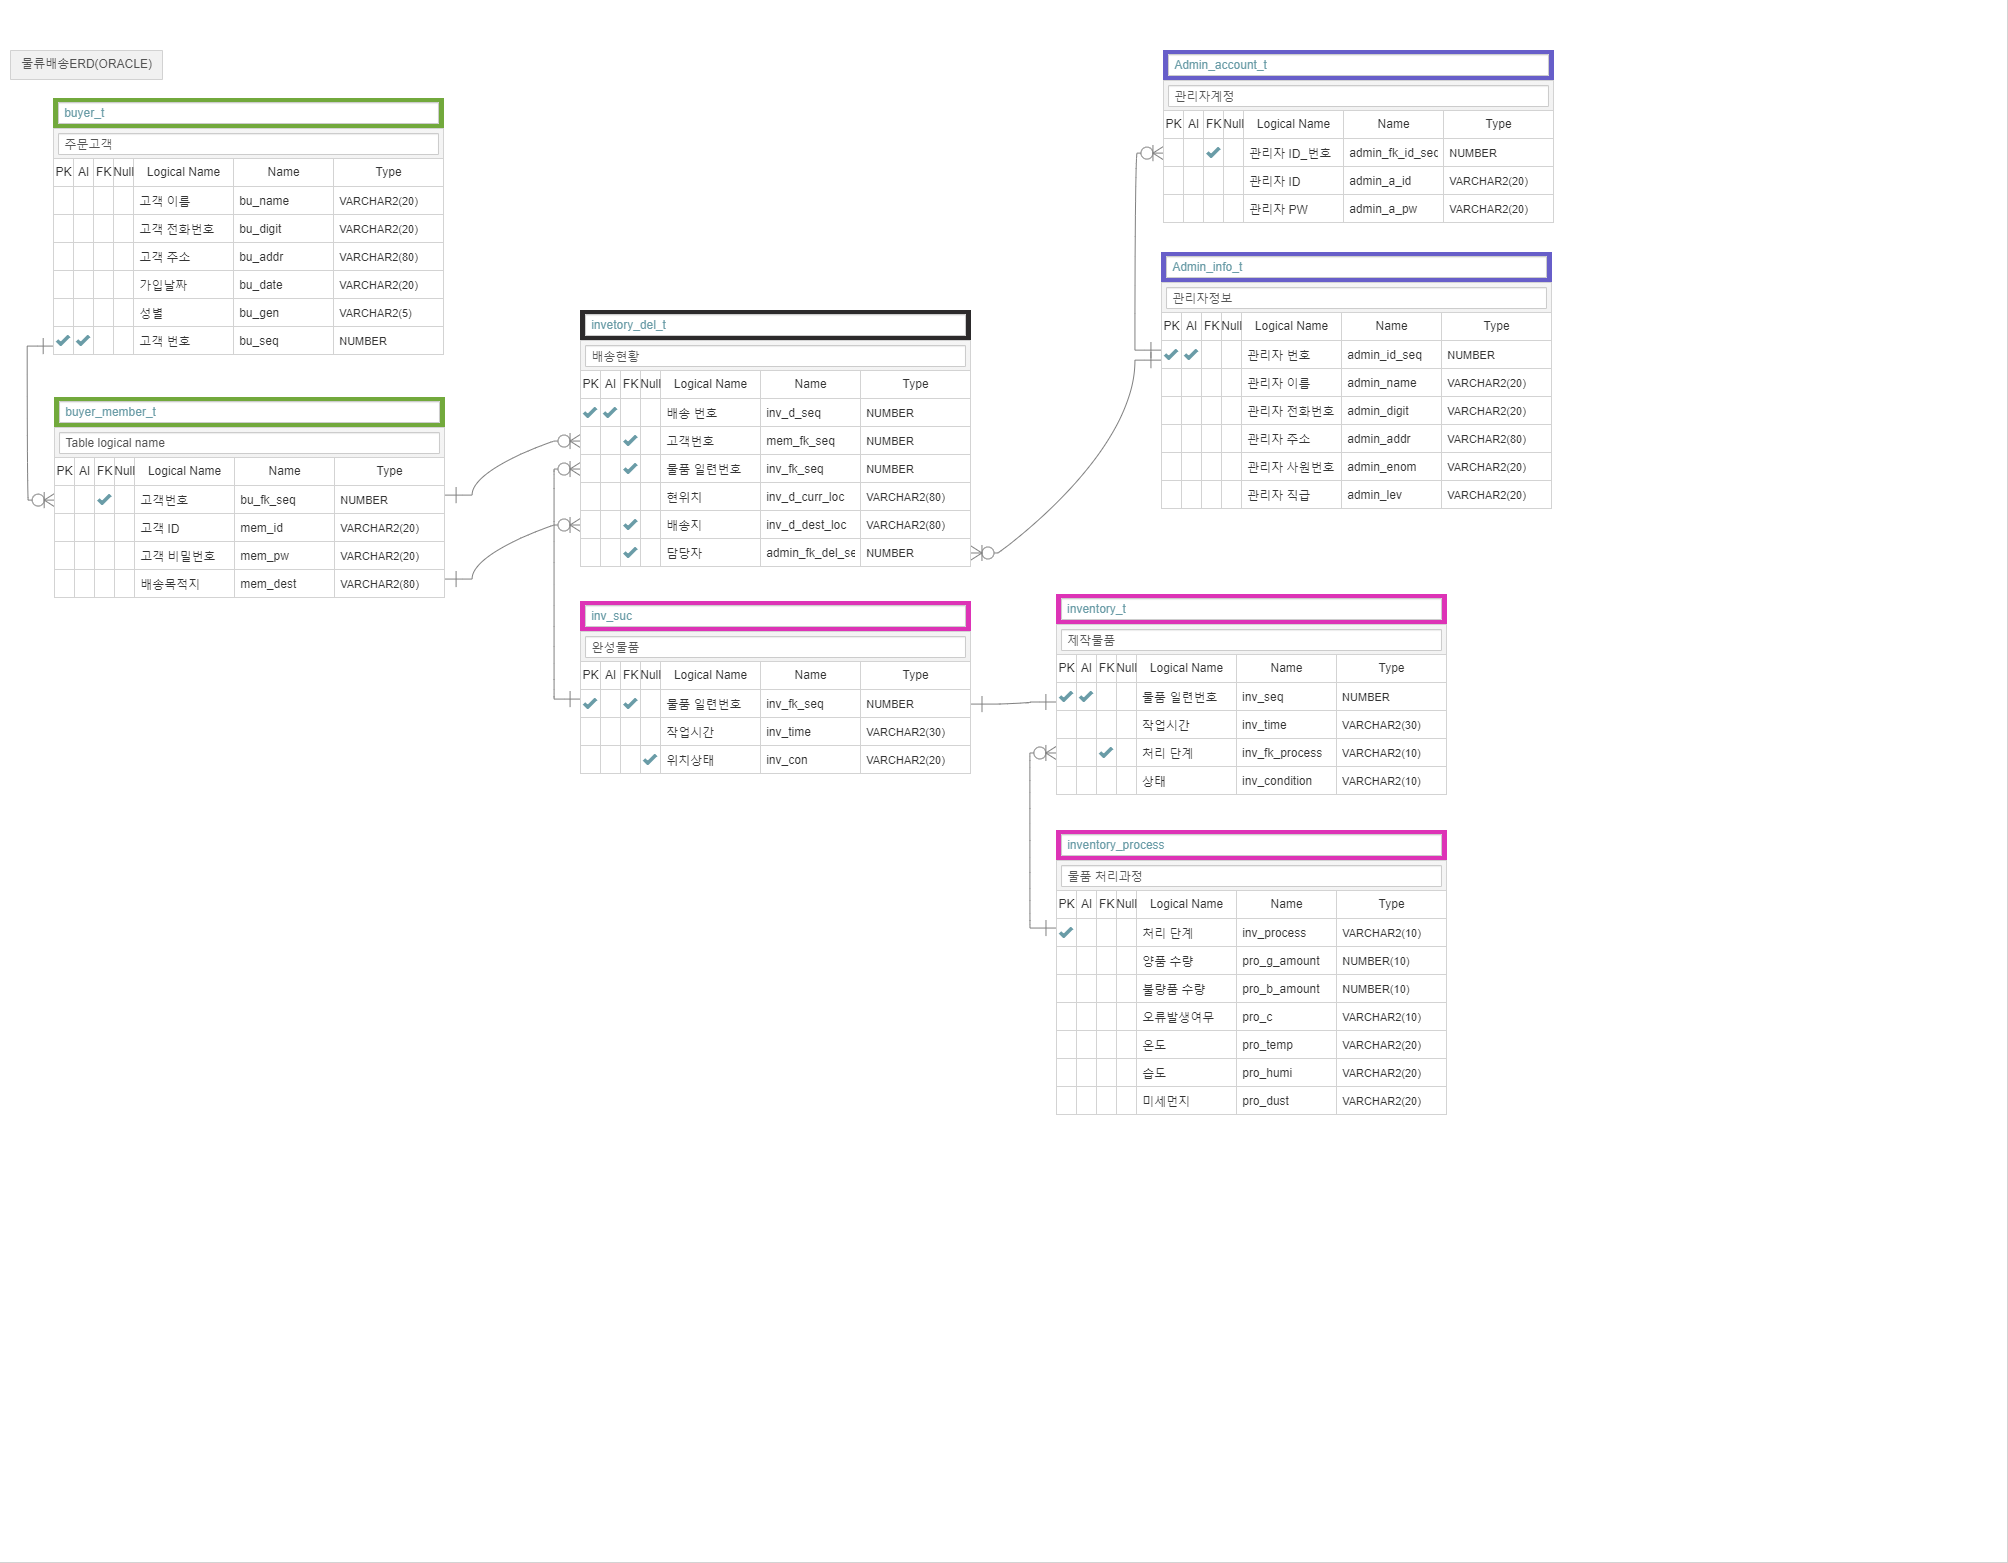 물류배송ERD(ORACLE)
buyer_t
주문고객
PK AI FK Null Logical Name Name Type
고객 이름 bu_name VARCHAR2(20)
고객 전화번호 bu_digit VARCHAR2(20)
고객 주소 bu_addr VARCHAR2(80)
가입날짜 bu_date VARCHAR2(20)
성별 bu_gen VARCHAR2(5)
고객 번호 bu_seq NUMBER
buyer_member_t
Table logical name
PK AI FK Null Logical Name Name Type
고객번호 bu_fk_seq NUMBER
고객 ID mem_id VARCHAR2(20)
고객 비밀번호 mem_pw VARCHAR2(20)
배송목적지 mem_dest VARCHAR2(80)
invetory_del_t
배송현황
PK AI FK Null Logical Name Name Type
배송 번호 inv_d_seq NUMBER
고객번호 mem_fk_seq NUMBER
물품 일련번호 inv_fk_seq NUMBER
현위치 inv_d_curr_loc VARCHAR2(80)
배송지 inv_d_dest_loc VARCHAR2(80)
담당자 admin_fk_del_se NUMBER
inv_suc
완성물품
PK AI FK Null Logical Name Name Type
물품 일련번호 inv_fk_seq NUMBER
작업시간 inv_time VARCHAR2(30)
위치상태 inv_con VARCHAR2(20)
Admin_account_t
관리자계정
PK AI FK Null Logical Name Name Type
관리자 ID_번호 admin_fk_id_sec NUMBER
관리자 ID admin_a_id VARCHAR2(20)
관리자 PW admin_a_pw VARCHAR2(20)
Admin_info_t
관리자정보
PK AI FK Null Logical Name Name Type
관리자 번호 admin_id_seq NUMBER
관리자 이름 admin_name VARCHAR2(20)
관리자 전화번호 admin_digit VARCHAR2(20)
관리자 주소 admin_addr VARCHAR2(80)
관리자 사원번호 admin_enom VARCHAR2(20)
관리자 직급 admin_lev VARCHAR2(20)
inventory_t
제작물품
PK AI FK Null Logical Name Name Type
물품 일련번호 inv_seq NUMBER
작업시간 inv_time VARCHAR2(30)
처리 단계 inv_fk_process VARCHAR2(10)
상태 inv_condition VARCHAR2(10)
inventory_process
물품 처리과정
PK AI FK Null Logical Name Name Type
처리 단계 inv_process VARCHAR2(10)
양품 수량 pro_g_amount NUMBER(10)
불량품 수량 pro_b_amount NUMBER(10)
오류발생여무 pro_c VARCHAR2(10)
온도 pro_temp VARCHAR2(20)
습도 pro_humi VARCHAR2(20)
미세먼지 pro_dust VARCHAR2(20)